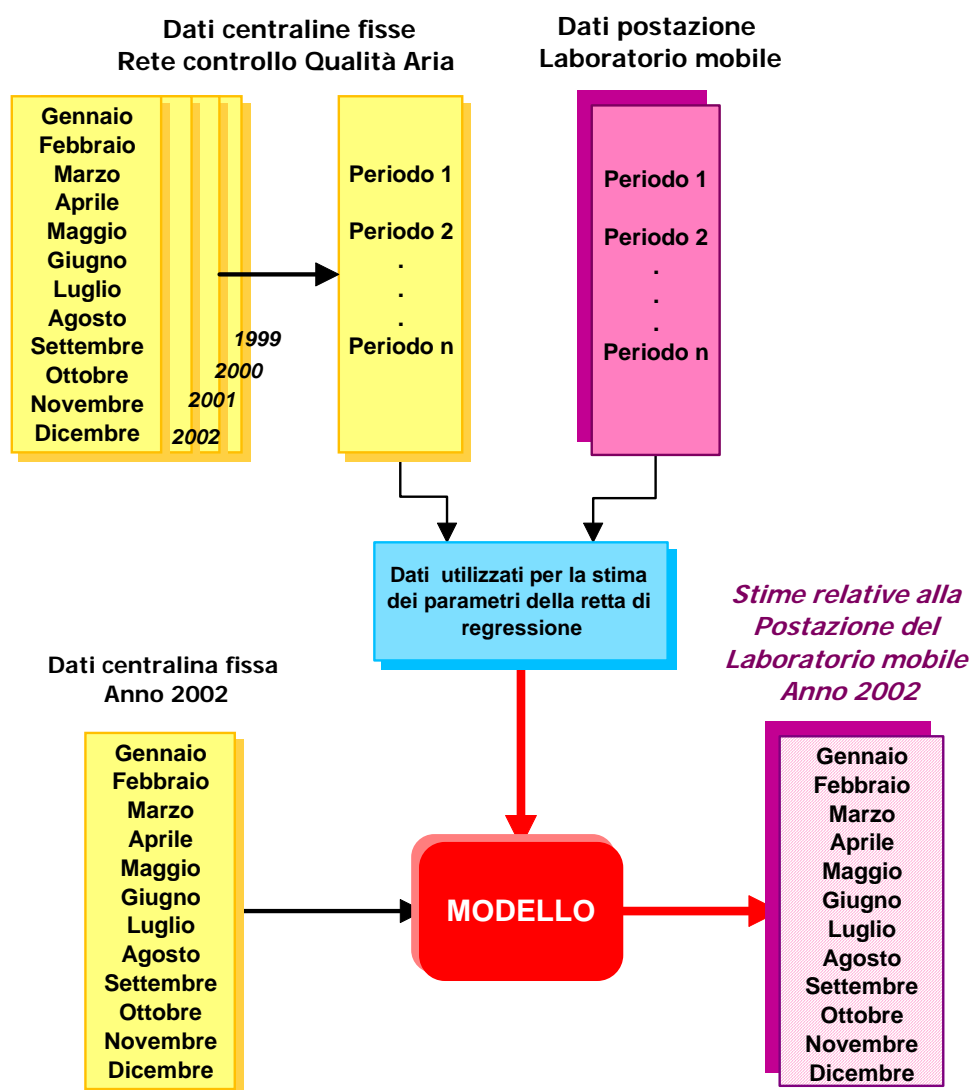 Dati centraline fisse
Rete controllo Qualità Aria
Dati postazione
Laboratorio mobile
Gennaio
Febbraio
Marzo
Aprile
Maggio
Giugno
Luglio
Agosto
Settembre
Ottobre
Novembre
Dicembre
1999
2000
2001
2002
Periodo 1
Periodo 2
.
.
.
Periodo n
Periodo 1
Periodo 2
.
.
.
Periodo n
Dati utilizzati per la stima
dei parametri della retta di
regressione
Stime relative alla
Postazione del
Laboratorio mobile
Anno 2002
Dati centralina fissa
Anno 2002
Gennaio
Febbraio
Marzo
Aprile
Maggio
Giugno
Luglio
Agosto
Settembre
Ottobre
Novembre
Dicembre
MODELLO
Gennaio
Febbraio
Marzo
Aprile
Maggio
Giugno
Luglio
Agosto
Settembre
Ottobre
Novembre
Dicembre